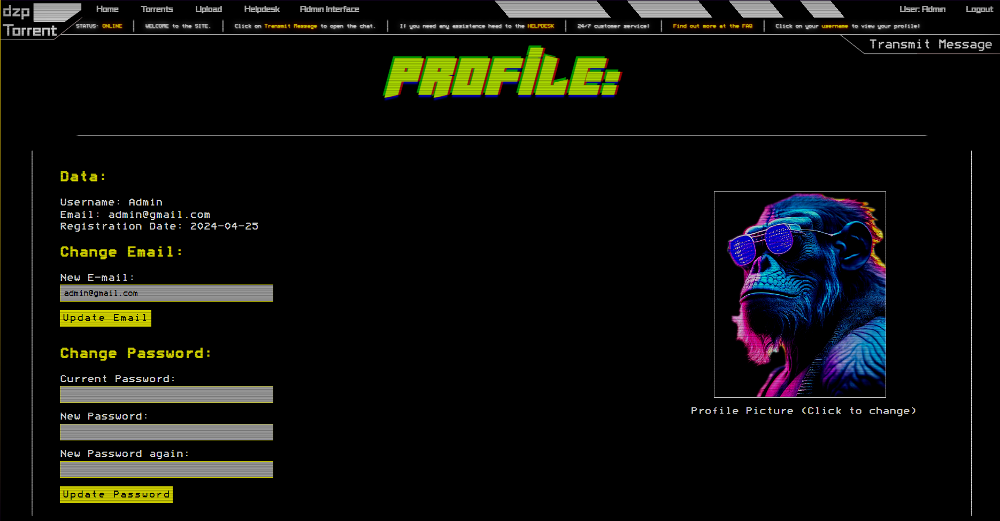 dzp
Torrent
Home Torrents Upload Helpdesk Admin Interface User: Admin Logout
STATUS: ONLINE WELCOME to the SITE. Click on Transmit Message to open the chat. If you need any assistance head to the HELPDESK 24/7 customer service! Find out more at the FAQ Click on your username to view your profile!
Transmit Message
PROFILE:
Data:
Username: Admin
Email: admin@gmail.com
Registration Date: 2024-04-25
Change Email:
New E-mail:
admin@gmail.com
Update Email
Change Password:
Current Password:
New Password:
New Password again:
Update Password
Profile Picture (Click to change)